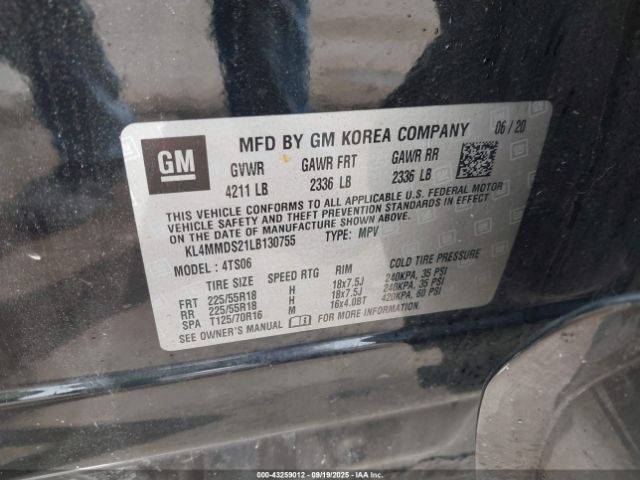 GM
MFD BY GM KOREA COMPANY 06 / 20
GVWR GAWR FRT GAWR RR
4211 LB 2336 LB 2336 LB
THIS VEHICLE CONFORMS TO ALL APPLICABLE U.S. FEDERAL MOTOR
VEHICLE SAFETY AND THEFT PREVENTION STANDARDS IN EFFECT ON
THE DATE OF MANUFACTURE SHOWN ABOVE.
KL4MMDS21LB130755 TYPE: MPV
MODEL: 4TS06
TIRE SIZE SPEED RTG RIM COLD TIRE PRESSURE
FRT 225/55R18 H 18x7.5J 240KPA, 35 PSI
RR 225/55R18 H 18x7.5J 240KPA, 35 PSI
SPA T125/70R16 M 16x4.0BT 420KPA, 60 PSI
SEE OWNER'S MANUAL FOR MORE INFORMATION.
000-43259012 - 09/19/2025 - IAAI.COM